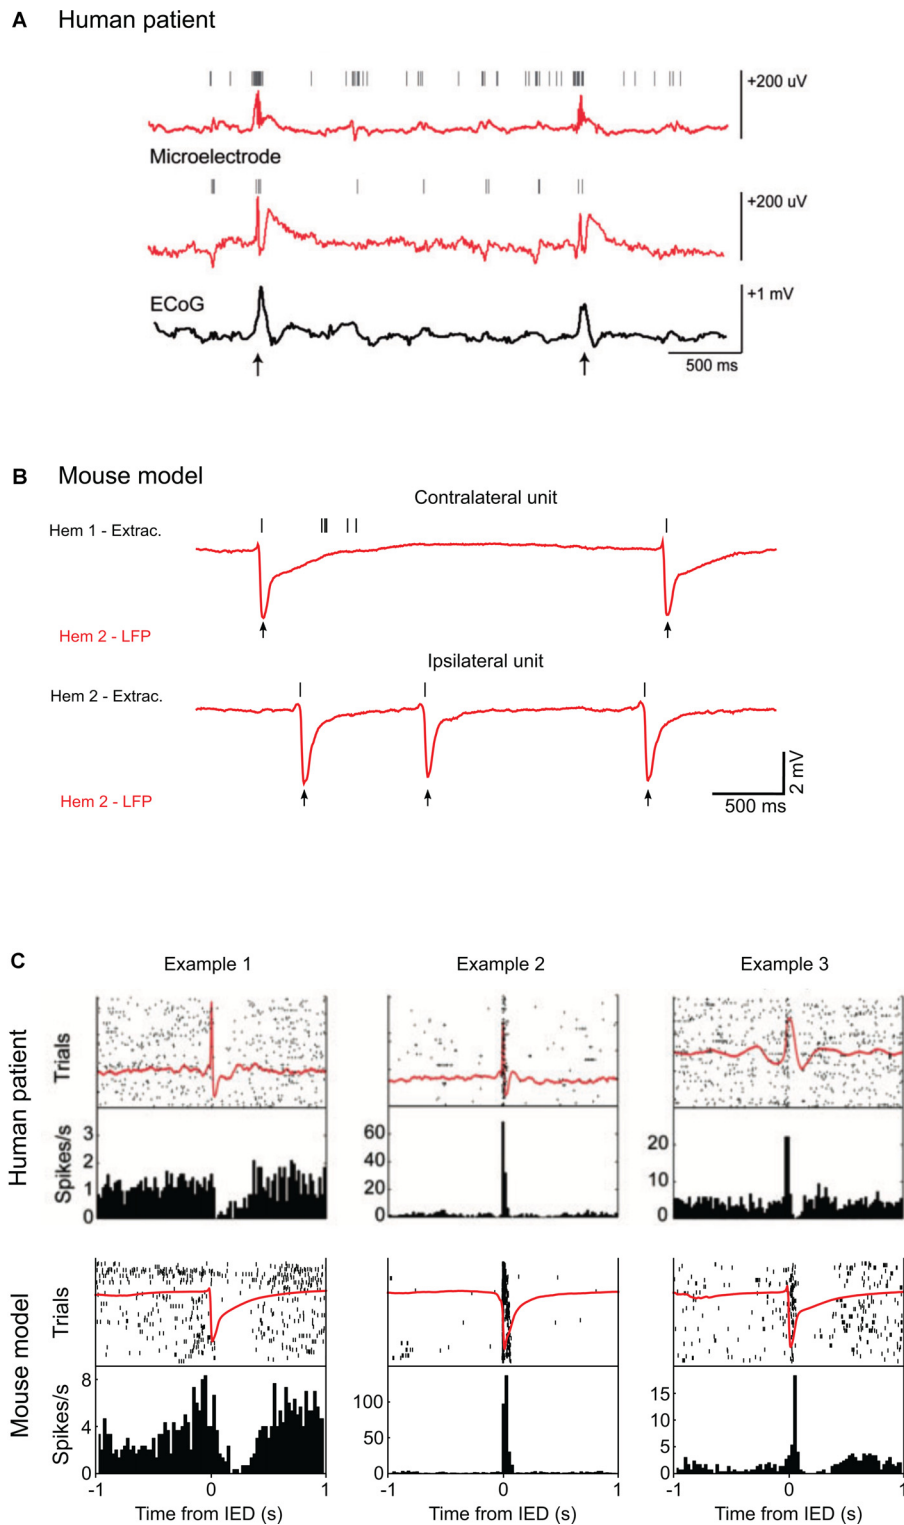 A Human patient
+200 uV
Microelectrode
+200 uV
ECoG
+1 mV
500 ms
B Mouse model
Contralateral unit
Hem 1 - Extrac.
Hem 2 - LFP
Ipsilateral unit
Hem 2 - Extrac.
Hem 2 - LFP
2 mV
500 ms
C
Example 1 Example 2 Example 3
Human patient
Trials
Spikes/s
3
2
1
0
60
40
20
0
20
10
0
Mouse model
Trials
Spikes/s
8
4
0
100
50
0
15
10
5
0
-1 0 1 -1 0 1 -1 0 1
Time from IED (s) Time from IED (s) Time from IED (s)